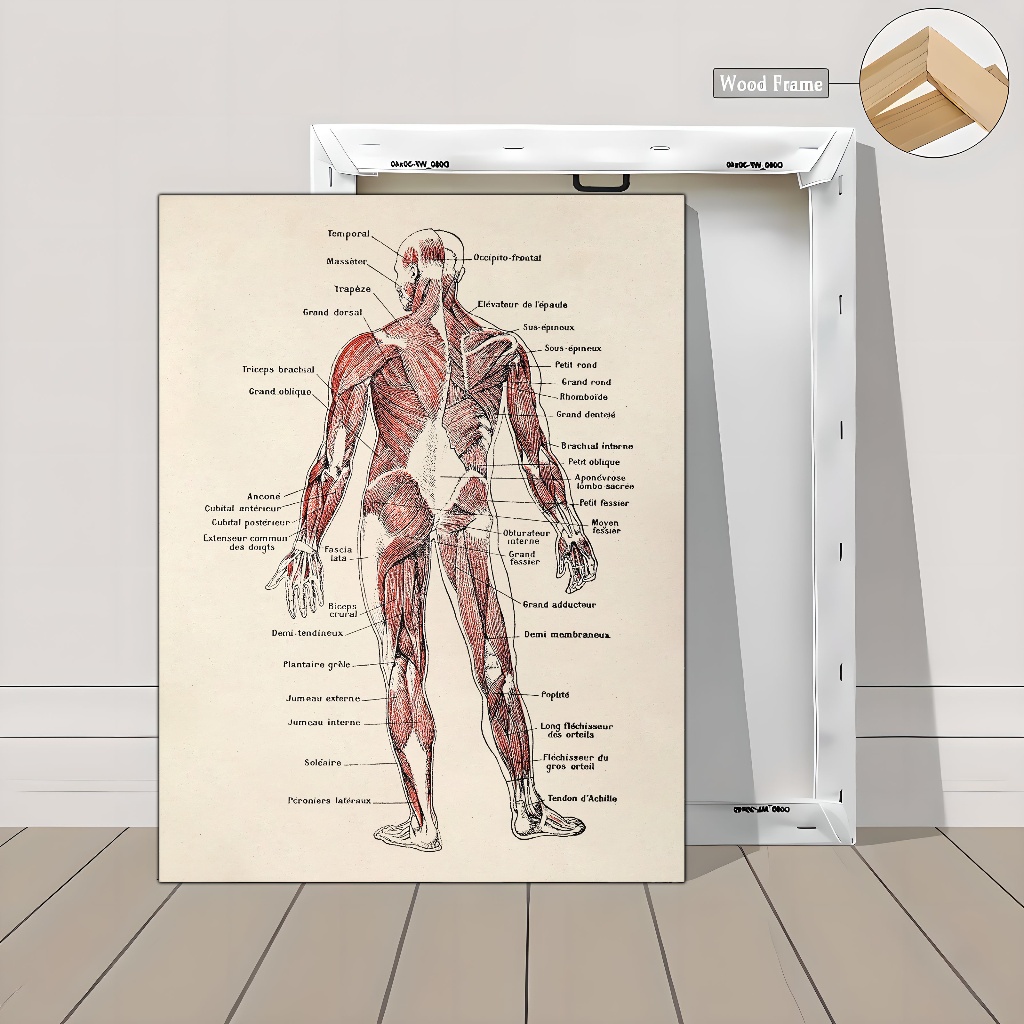 Wood Frame
Temporal
Masséter
Trapèze
Grand dorsal
Triceps brachial
Grand oblique
Anconé
Cubital antérieur
Cubital postérieur
Extenseur commun
des doigts
Fascia
lata
Biceps
crural
Demi-tendineux
Plantaire grêle
Jumeau externe
Jumeau interne
Soléaire
Péroniers latéraux
Occipito-frontal
Elévateur de l'épaule
Sus-épineux
Sous-épineux
Petit rond
Grand rond
Rhomboïde
Grand dentelé
Brachial interne
Petit oblique
Aponévrose
lombo-sacrée
Petit fessier
Moyen
fessier
Obturateur
interne
Grand
fessier
Grand adducteur
Demi membraneux
Poplité
Long fléchisseur
des orteils
Fléchisseur du
gros orteil
Tendon d'Achille